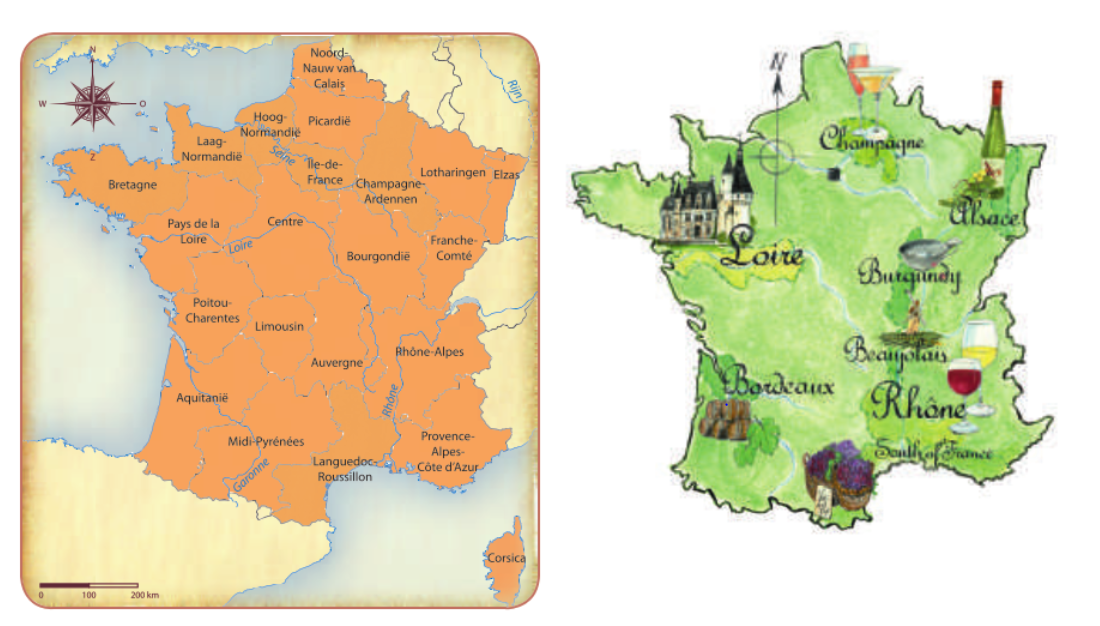 N
W
O
Z
Rijn
Noord-
Nauw van
Calais
Hoog-
Normandië
Picardië
Laag-
Normandië
Seine
Île-de-
France
Lotharingen
Elzas
Champagne-
Ardennen
Bretagne
Pays de la
Loire
Loire
Centre
Bourgondië
Franche-
Comté
Poitou-
Charentes
Limousin
Auvergne
Rhône-Alpes
Rhône
Aquitanië
Midi-Pyrénées
Garonne
Languedoc-
Roussillon
Provence-
Alpes-
Côte d'Azur
Corsica
0 100 200 km
N
Champagne
Alsace
Loire
Burgundy
Beaujolais
Bordeaux
Rhône
South of France